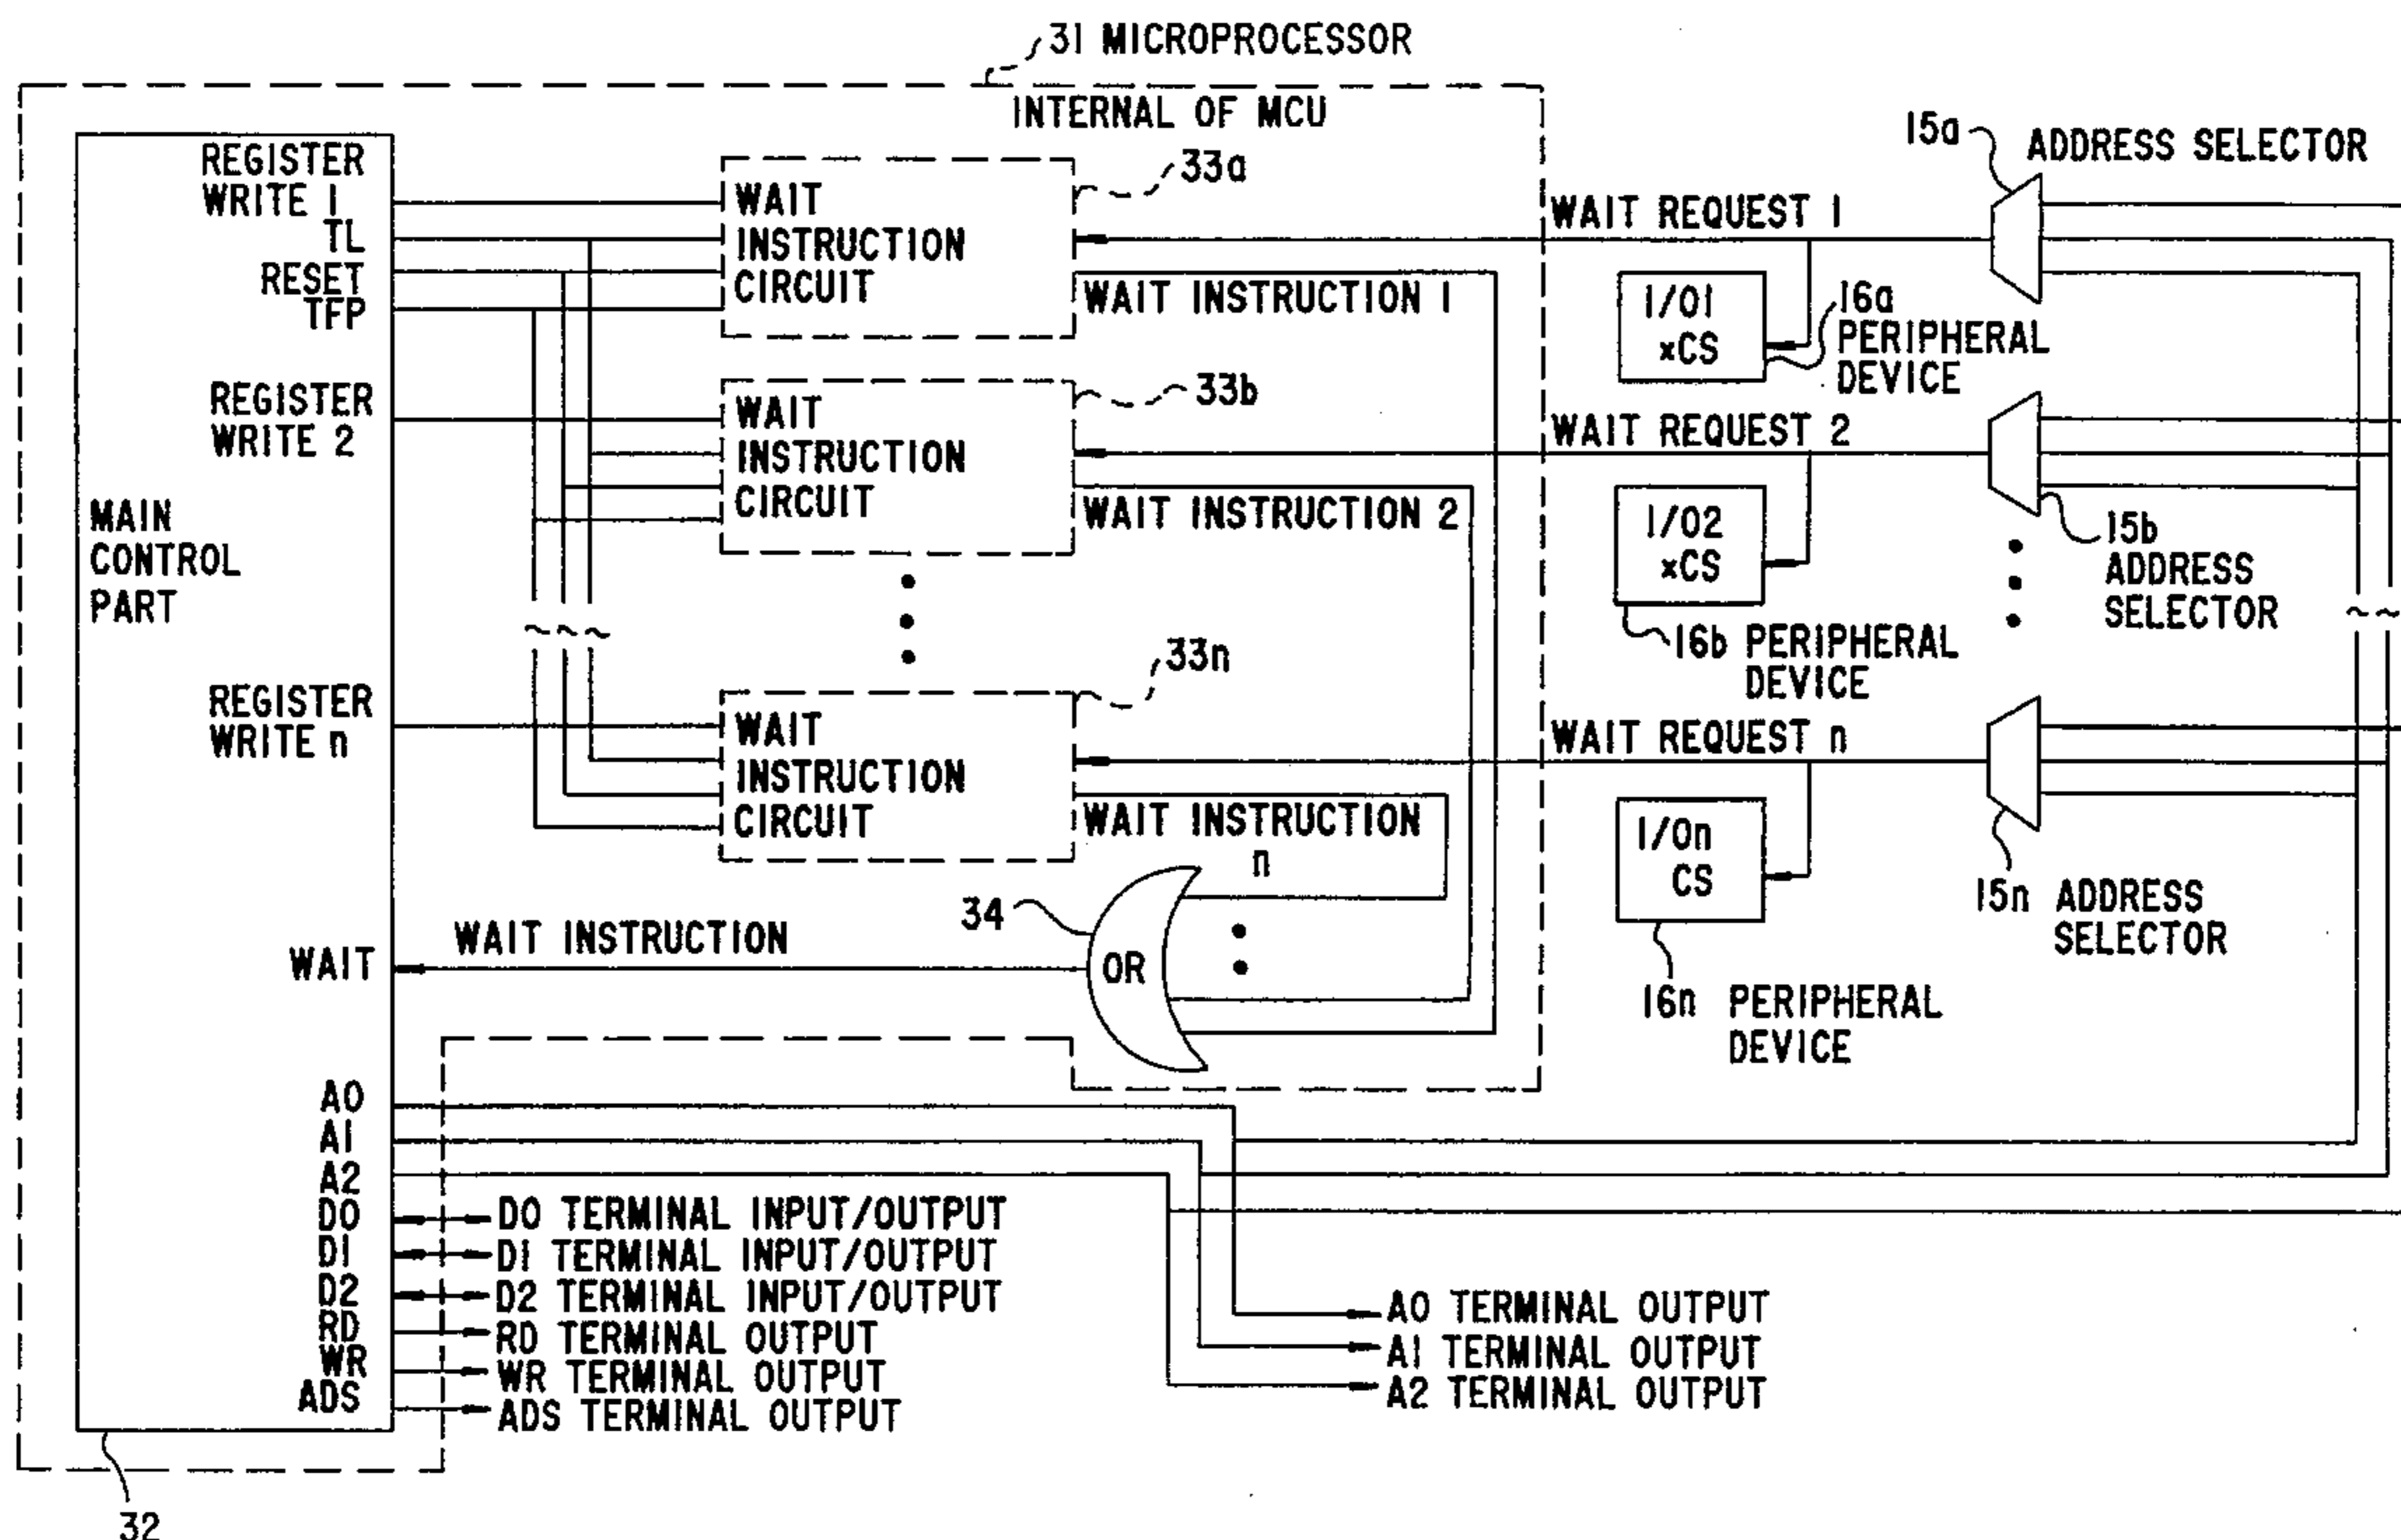 31 MICROPROCESSOR
INTERNAL OF MCU
REGISTER
WRITE 1
TL
RESET
TFP
WAIT
INSTRUCTION
CIRCUIT
33a
WAIT REQUEST 1
WAIT INSTRUCTION 1
15a
ADDRESS SELECTOR
I/O1
xCS
16a
PERIPHERAL
DEVICE
REGISTER
WRITE 2
WAIT
INSTRUCTION
CIRCUIT
33b
WAIT REQUEST 2
WAIT INSTRUCTION 2
I/O2
xCS
16b PERIPHERAL
DEVICE
15b
ADDRESS
SELECTOR
MAIN
CONTROL
PART
REGISTER
WRITE n
WAIT
INSTRUCTION
CIRCUIT
33n
WAIT REQUEST n
WAIT INSTRUCTION
n
I/On
CS
16n PERIPHERAL
DEVICE
15n ADDRESS
SELECTOR
WAIT
WAIT INSTRUCTION
34
OR
A0
A1
A2
D0
D1
D2
RD
WR
ADS
D0 TERMINAL INPUT/OUTPUT
D1 TERMINAL INPUT/OUTPUT
D2 TERMINAL INPUT/OUTPUT
RD TERMINAL OUTPUT
WR TERMINAL OUTPUT
ADS TERMINAL OUTPUT
A0 TERMINAL OUTPUT
A1 TERMINAL OUTPUT
A2 TERMINAL OUTPUT
32